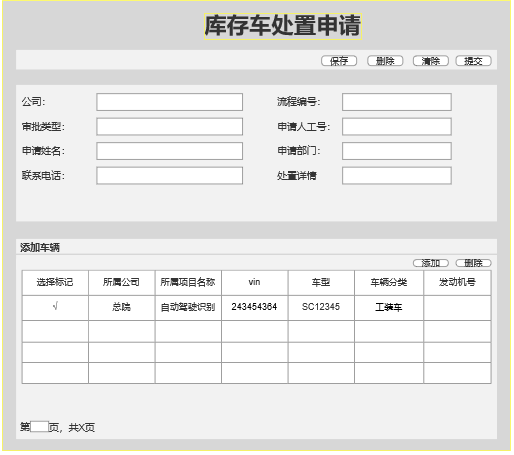 库存车处置申请
保存 删除 清除 提交
公司： 流程编号：
审批类型： 申请人工号：
申请姓名： 申请部门：
联系电话： 处置详情
添加车辆
添加 删除
选择标记 所属公司 所属项目名称 vin 车型 车辆分类 发动机号
√ 总院 自动驾驶识别 243454364 SC12345 工装车
第 页，共X页